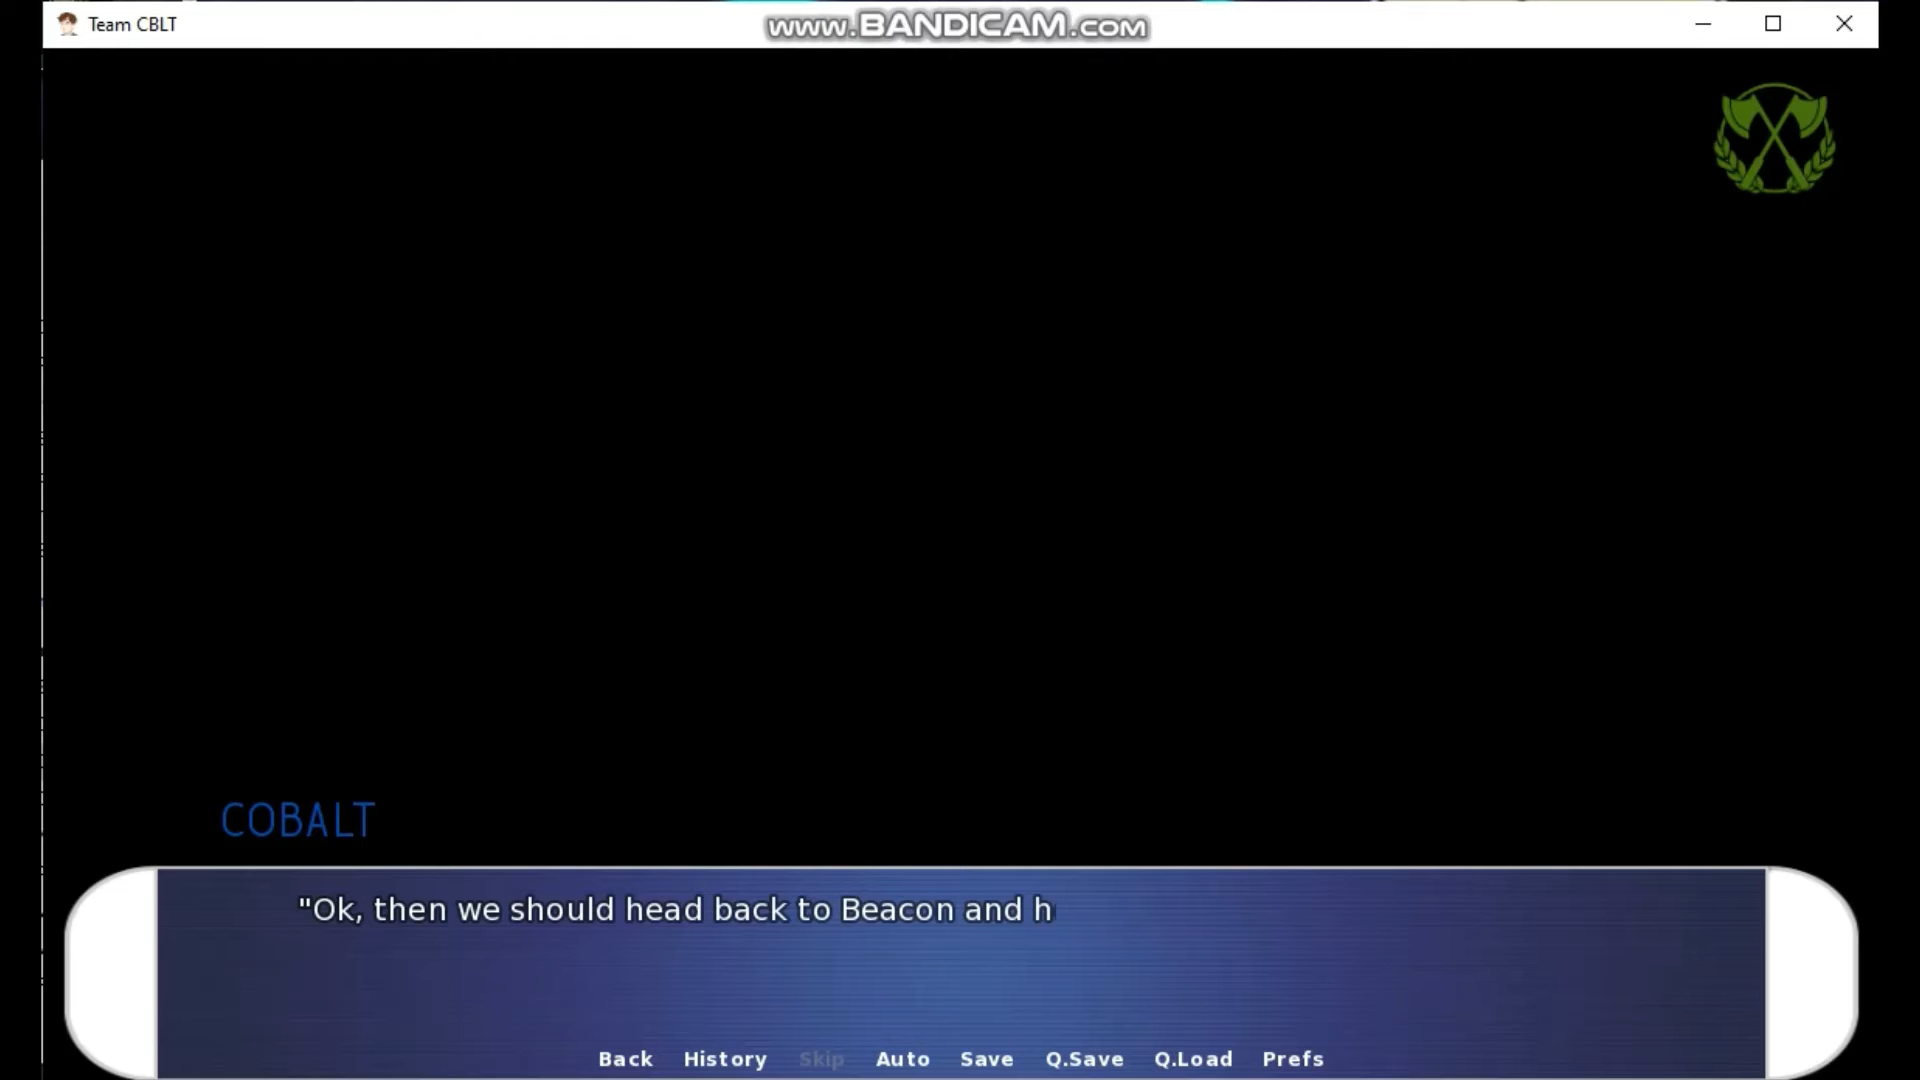 Team CBLT
www.BANDICAM.com
COBALT
"Ok, then we should head back to Beacon and h
Back History Skip Auto Save Q.Save Q.Load Prefs